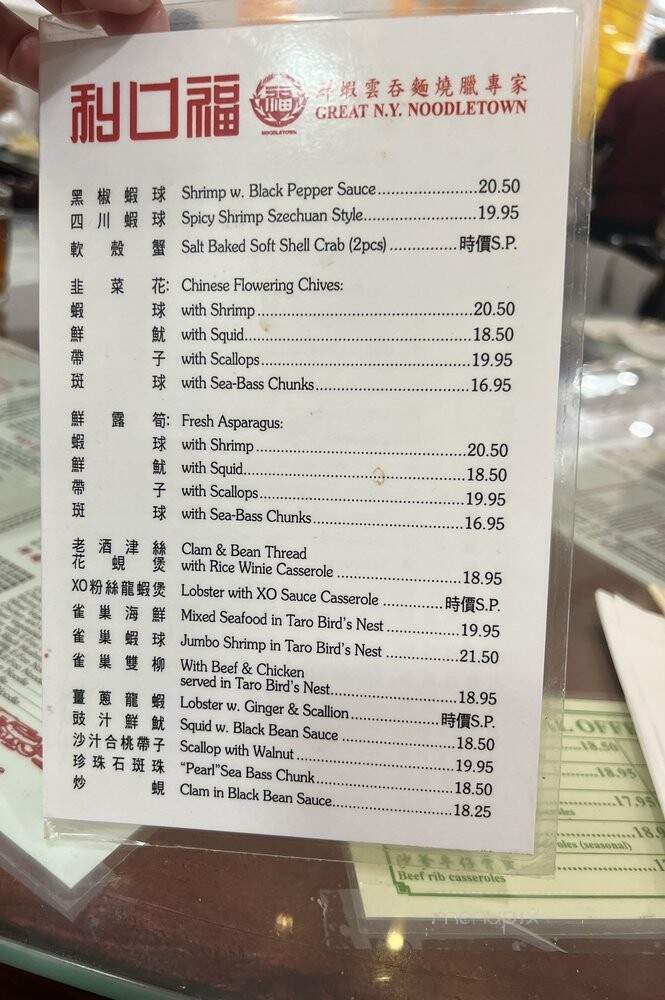 利口福 福 NOODLETOWN 蝦雲吞麵燒臘專家
GREAT N.Y. NOODLETOWN
黑椒蝦球 Shrimp w. Black Pepper Sauce 20.50
四川蝦球 Spicy Shrimp Szechuan Style 19.95
軟殼蟹 Salt Baked Soft Shell Crab (2pcs) 時價S.P.
韭菜花: Chinese Flowering Chives:
蝦球 with Shrimp 20.50
鮮魷 with Squid 18.50
帶子 with Scallops 19.95
斑球 with Sea-Bass Chunks 16.95
鮮露筍: Fresh Asparagus:
蝦球 with Shrimp 20.50
鮮魷 with Squid 18.50
帶子 with Scallops 19.95
斑球 with Sea-Bass Chunks 16.95
老酒津絲 Clam & Bean Thread
花蜆煲 with Rice Winie Casserole 18.95
XO粉絲龍蝦煲 Lobster with XO Sauce Casserole 時價S.P.
雀巢海鮮 Mixed Seafood in Taro Bird's Nest 19.95
雀巢蝦球 Jumbo Shrimp in Taro Bird's Nest 21.50
雀巢雙柳 With Beef & Chicken
served in Taro Bird's Nest 18.95
薑蔥龍蝦 Lobster w. Ginger & Scallion 時價S.P.
豉汁鮮魷 Squid w. Black Bean Sauce 18.50
沙汁合桃帶子 Scallop with Walnut 19.95
珍珠石斑珠 "Pearl"Sea Bass Chunk 18.50
炒蜆 Clam in Black Bean Sauce 18.25
18.50
18.95
17.95
(seasonal)
Beef rib casseroles